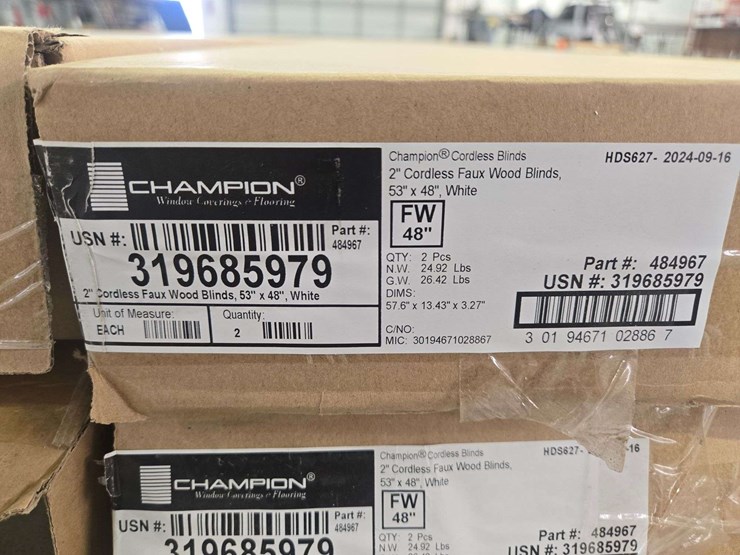 CHAMPION®
Window Coverings & Flooring
USN #:
Part #:
484967
319685979
2" Cordless Faux Wood Blinds, 53" x 48", White
Unit of Measure:
EACH
Quantity:
2
Champion® Cordless Blinds
HDS627- 2024-09-16
2" Cordless Faux Wood Blinds,
53" x 48", White
FW
48"
QTY: 2 Pcs
N.W. 24.92 Lbs
G.W. 26.42 Lbs
DIMS:
57.6" x 13.43" x 3.27"
C/NO:
MIC: 30194671028867
Part #: 484967
USN #: 319685979
3 01 94671 02886 7
CHAMPION®
Window Coverings & Flooring
USN #:
Part #:
484967
319685979
Champion® Cordless Blinds
HDS627- -16
2" Cordless Faux Wood Blinds,
53" x 48", White
FW
48"
QTY: 2 Pcs
N.W. 24.92 Lbs
Part #: 484967
USN #: 319685979